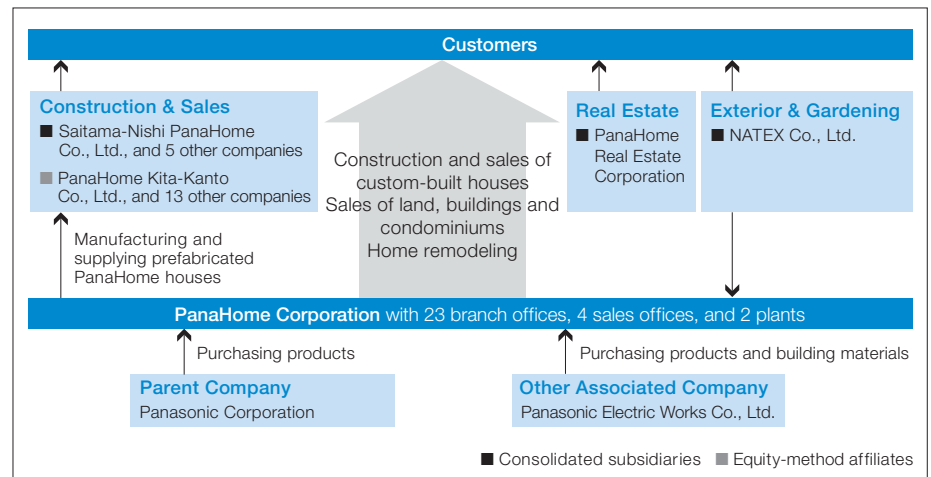 Customers
Construction & Sales
■ Saitama-Nishi PanaHome
Co., Ltd., and 5 other companies
■ PanaHome Kita-Kanto
Co., Ltd., and 13 other companies
Construction and sales of
custom-built houses
Sales of land, buildings and
condominiums
Home remodeling
Real Estate
■ PanaHome
Real Estate
Corporation
Exterior & Gardening
■ NATEX Co., Ltd.
Manufacturing and
supplying prefabricated
PanaHome houses
PanaHome Corporation with 23 branch offices, 4 sales offices, and 2 plants
Purchasing products
Purchasing products and building materials
Parent Company
Panasonic Corporation
Other Associated Company
Panasonic Electric Works Co., Ltd.
■ Consolidated subsidiaries ■ Equity-method affiliates